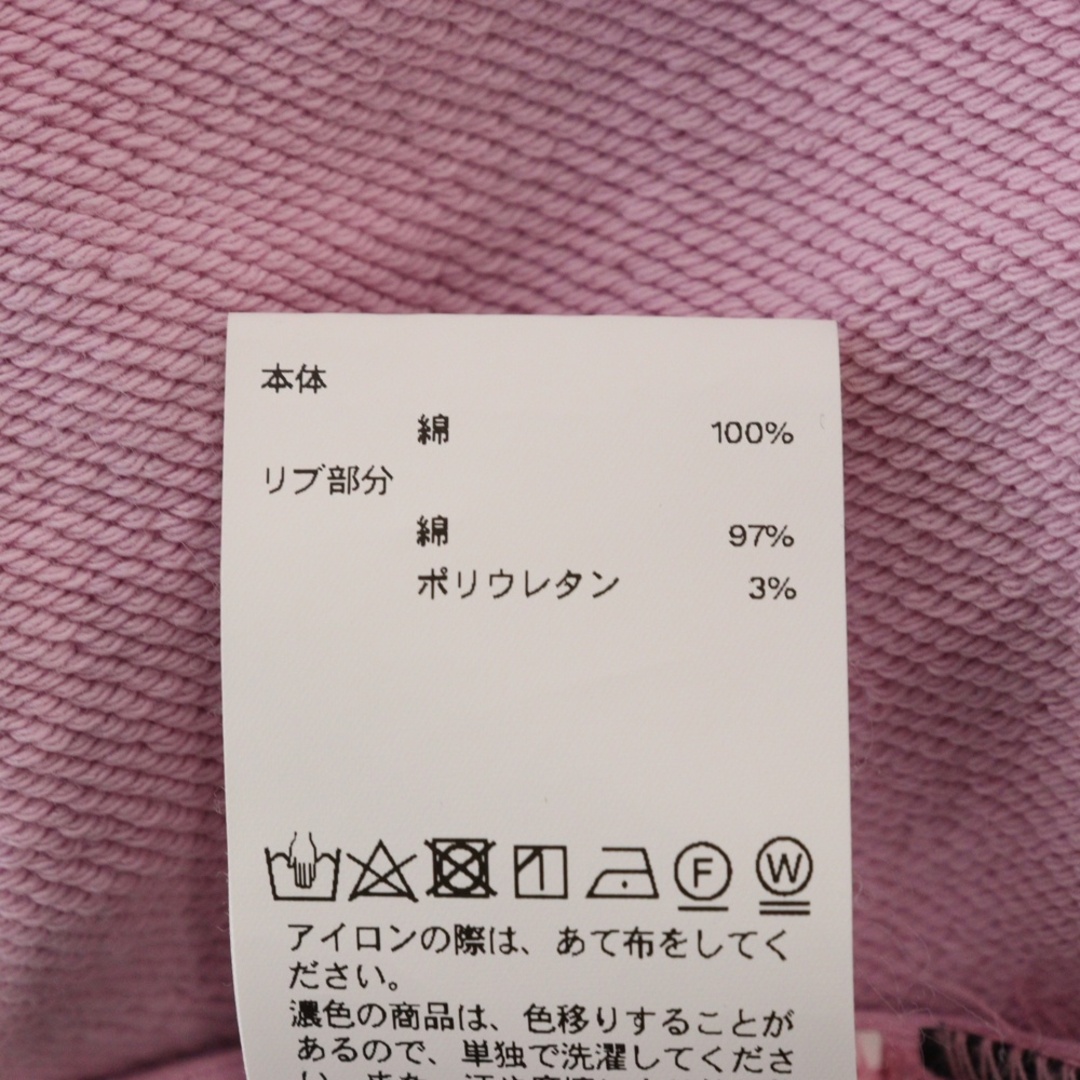 本体
綿 100%
リブ部分
綿 97%
ポリウレタン 3%
F W
アイロンの際は、あて布をしてく
ださい。
濃色の商品は、色移りすることが
あるので、単独で洗濯してくださ